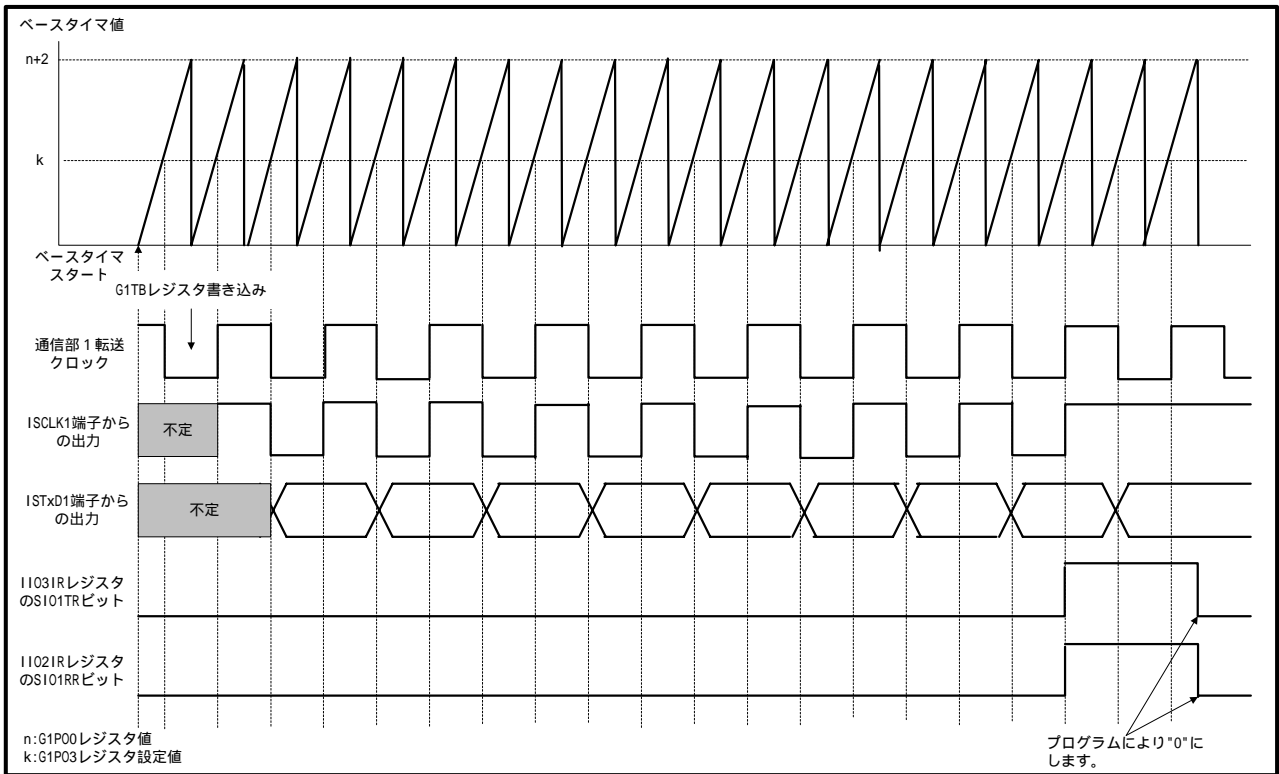 ベースタイマ値
n+2
k
ベースタイマ
スタート
G1TBレジスタ書き込み
通信部1転送
クロック
ISCLK1端子から
の出力
不定
ISTxD1端子から
の出力
不定
IIO3IRレジスタ
のSIO1TRビット
IIO2IRレジスタ
のSIO1RRビット
n:G1PO0レジスタ値
k:G1PO3レジスタ設定値
プログラムにより"0"に
します。